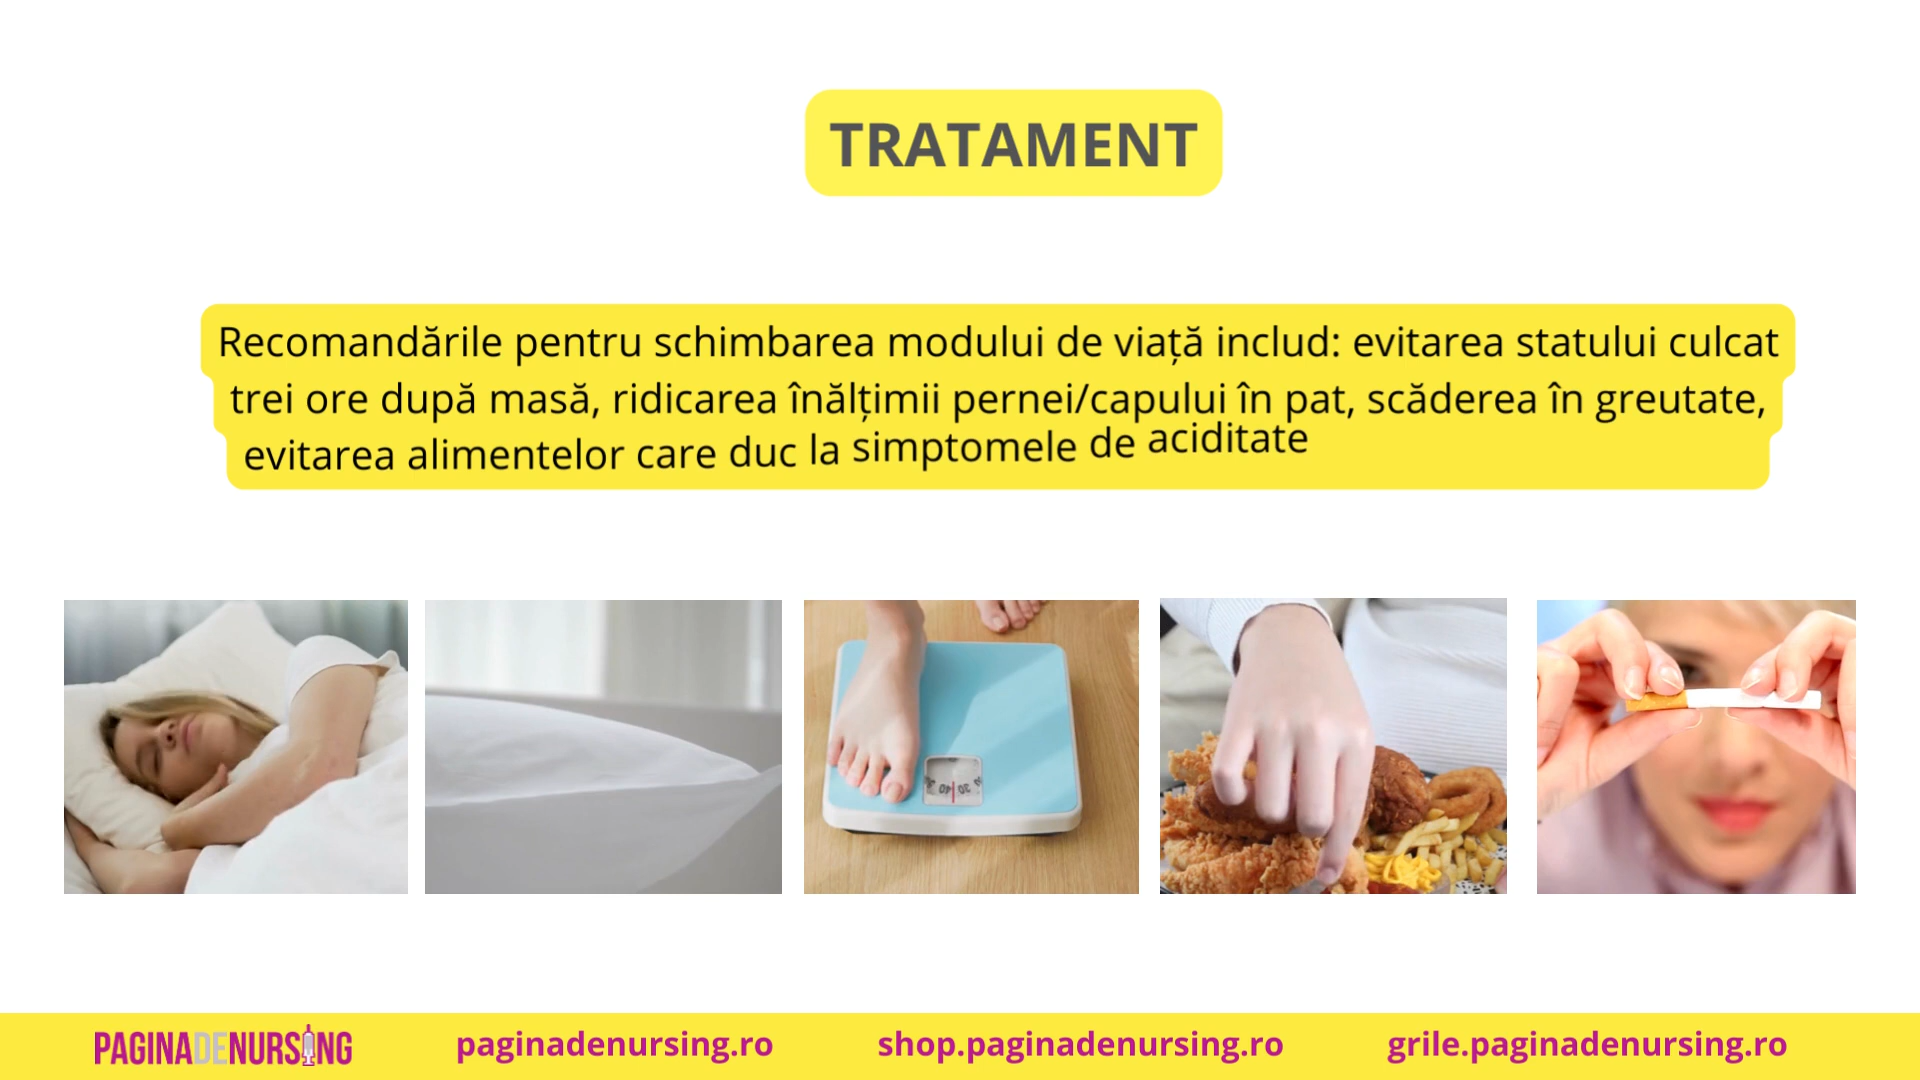 TRATAMENT
Recomandările pentru schimbarea modului de viață includ: evitarea statului culcat
trei ore după masă, ridicarea înălțimii pernei/capului în pat, scăderea în greutate,
evitarea alimentelor care duc la simptomele de aciditate
PAGINADENURSING
paginadenursing.ro
shop.paginadenursing.ro
grile.paginadenursing.ro